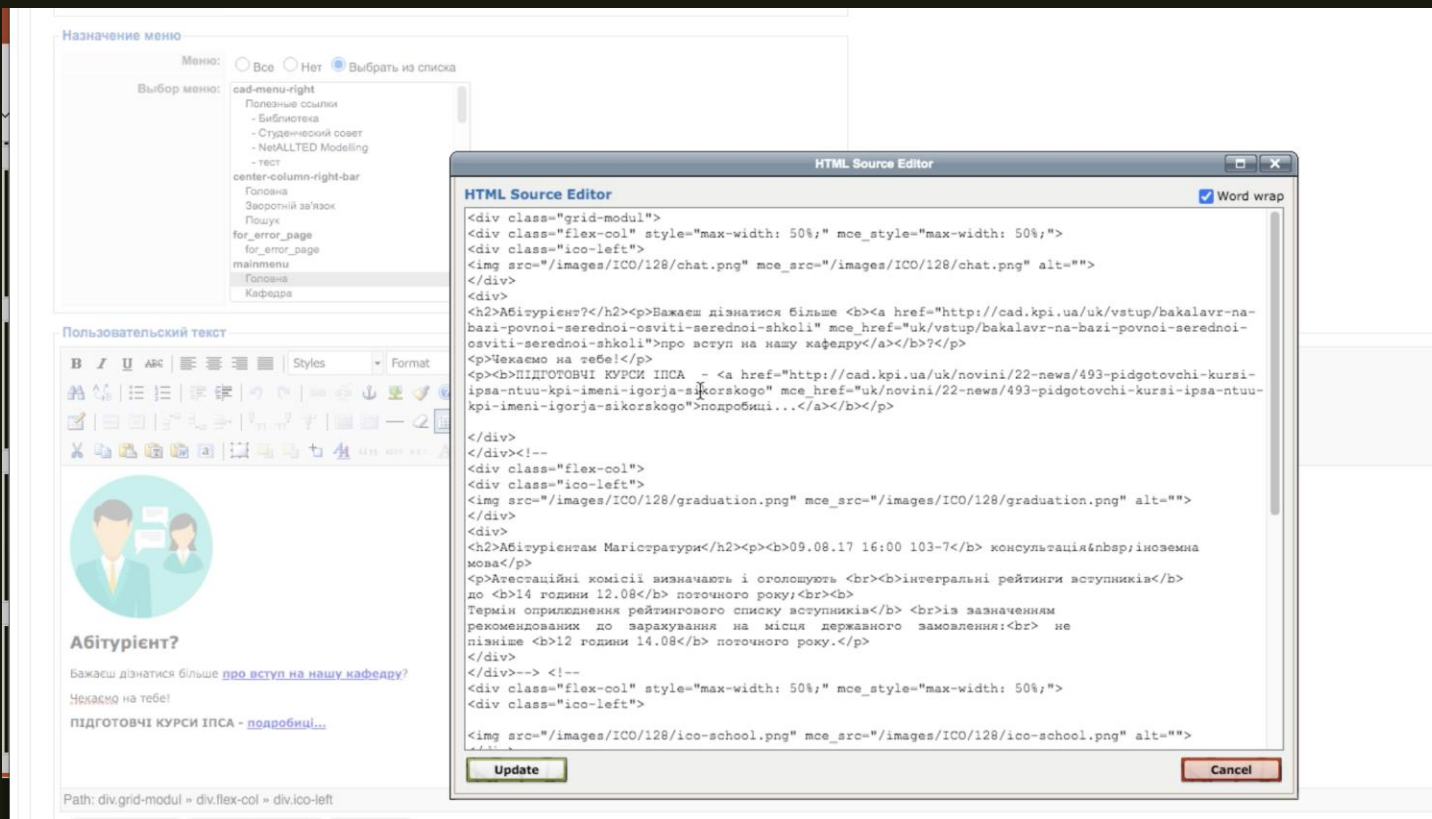 Назначение меню
Меню: Все Нет Выбрать из списка
Выбор меню:
cad-menu-right
Полезные ссылки
- Библиотека
- Студенческий совет
- NetALLTED Modelling
- тест
center-column-right-bar
Головна
Зворотній зв'язок
Пошук
for_error_page
for_error_page
mainmenu
Головна
Кафедра
Пользовательский текст
B I U ABC Styles Format
Абітурієнт?
Бажаєш дізнатися більше про вступ на нашу кафедру?
Чекаємо на тебе!
ПІДГОТОВЧІ КУРСИ ІПСА - подробиці...
Path: div.grid-modul » div.flex-col » div.ico-left
HTML Source Editor
HTML Source Editor
Word wrap
<div class="grid-modul">
<div class="flex-col" style="max-width: 50%;" mce_style="max-width: 50%;">
<div class="ico-left">
<img src="/images/ICO/128/chat.png" mce_src="/images/ICO/128/chat.png" alt="">
</div>
<div>
<h2>Абітурієнт?</h2><p>Бажаєш дізнатися більше <b><a href="http://cad.kpi.ua/uk/vstup/bakalavr-na-
bazi-povnoi-serednoi-osviti-serednoi-shkoli" mce_href="uk/vstup/bakalavr-na-bazi-povnoi-serednoi-
osviti-serednoi-shkoli">про вступ на нашу кафедру</a></b>?</p>
<p>Чекаємо на тебе!</p>
<p><b>ПІДГОТОВЧІ КУРСИ ІПСА  - <a href="http://cad.kpi.ua/uk/novini/22-news/493-pidgotovchi-kursi-
ipsa-ntuu-kpi-imeni-igorja-sikorskogo" mce_href="uk/novini/22-news/493-pidgotovchi-kursi-ipsa-ntuu-
kpi-imeni-igorja-sikorskogo">подробиці...</a></b></p>
</div>
</div><!--
<div class="flex-col">
<div class="ico-left">
<img src="/images/ICO/128/graduation.png" mce_src="/images/ICO/128/graduation.png" alt="">
</div>
<div>
<h2>Абітурієнтам Магістратури</h2><p><b>09.08.17 16:00 103-7</b> консультація&nbsp;іноземна
мова</p>
<p>Атестаційні комісії визначають і оголошують <br><b>інтегральні рейтинги вступників</b>
до <b>14 години 12.08</b> поточного року;<br><b>
Термін оприлюднення рейтингового списку вступників</b> <br>із зазначенням
рекомендованих  до  зарахування  на  місця  державного  замовлення:<br>  не
пізніше <b>12 години 14.08</b> поточного року.</p>
</div>
</div>--> <!--
<div class="flex-col" style="max-width: 50%;" mce_style="max-width: 50%;">
<div class="ico-left">
<img src="/images/ICO/128/ico-school.png" mce_src="/images/ICO/128/ico-school.png" alt="">
Update
Cancel